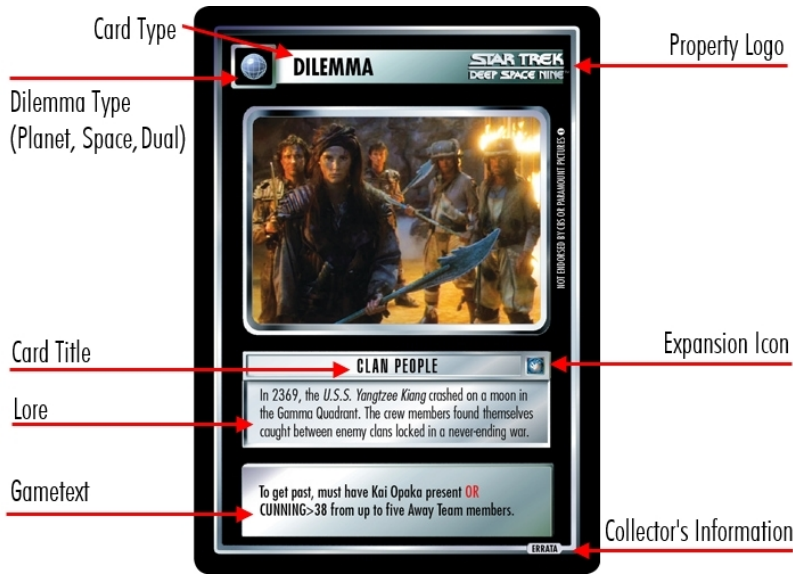 Card Type
DILEMMA
STAR TREK
DEEP SPACE NINE™
Property Logo
Dilemma Type
(Planet, Space, Dual)
NOT ENDORSED BY CBS OR PARAMOUNT PICTURES
Card Title
CLAN PEOPLE
Expansion Icon
Lore
In 2369, the U.S.S. Yangtzee Kiang crashed on a moon in
the Gamma Quadrant. The crew members found themselves
caught between enemy clans locked in a never-ending war.
Gametext
To get past, must have Kai Opaka present OR
CUNNING>38 from up to five Away Team members.
Collector's Information
ERRATA